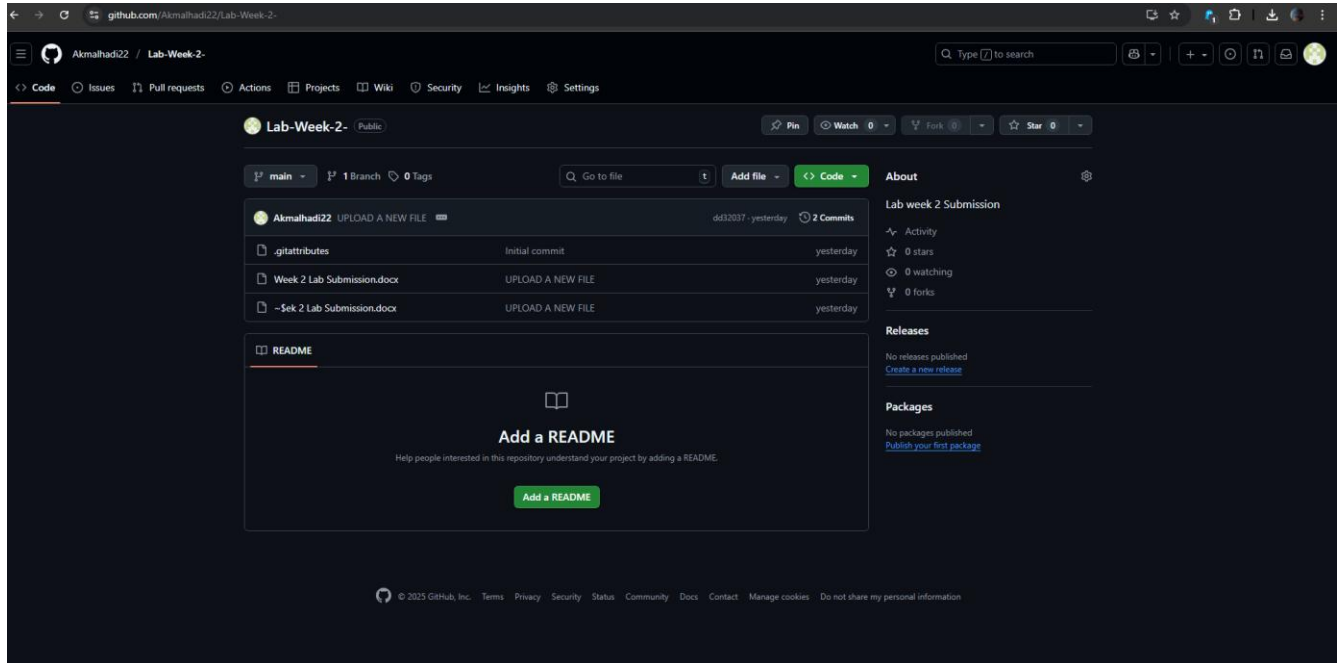 github.com/Akmalhadi22/Lab-Week-2-
Akmalhadi22 / Lab-Week-2-
Type / to search
<> Code Issues Pull requests Actions Projects Wiki Security Insights Settings
Lab-Week-2- Public
Pin Watch 0 Fork 0 Star 0
main 1 Branch 0 Tags Go to file t Add file <> Code
Akmalhadi22 UPLOAD A NEW FILE dd32037 · yesterday 2 Commits
.gitattributes Initial commit yesterday
Week 2 Lab Submission.docx UPLOAD A NEW FILE yesterday
~$ek 2 Lab Submission.docx UPLOAD A NEW FILE yesterday
README
Add a README
Help people interested in this repository understand your project by adding a README.
Add a README
About
Lab week 2 Submission
Activity
0 stars
0 watching
0 forks
Releases
No releases published
Create a new release
Packages
No packages published
Publish your first package
© 2025 GitHub, Inc. Terms Privacy Security Status Community Docs Contact Manage cookies Do not share my personal information